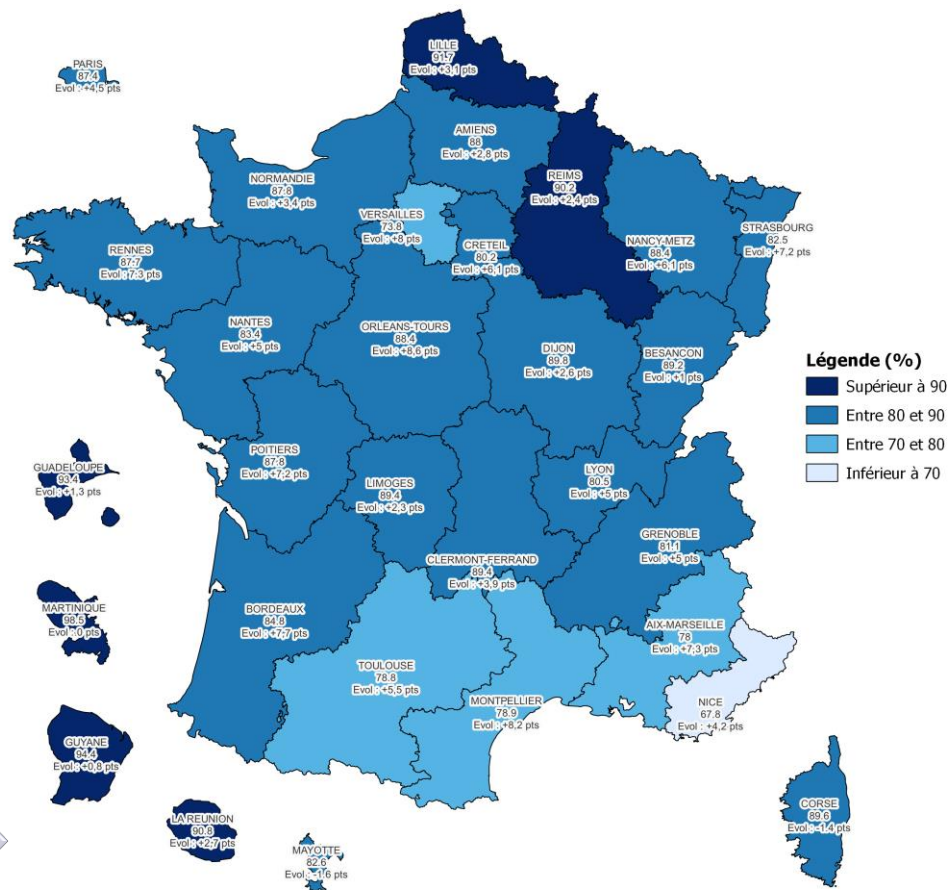 LILLE
91.7
Evol : +3,1 pts
PARIS
87.4
Evol : +4,5 pts
AMIENS
88
Evol : +2,8 pts
REIMS
90.2
Evol : +2,4 pts
NORMANDIE
87.8
Evol : +3,4 pts
VERSAILLES
73.8
Evol : +8 pts
CRETEIL
80.2
Evol : +6,1 pts
NANCY-METZ
88.4
Evol : +6,1 pts
STRASBOURG
82.5
Evol : +7,2 pts
RENNES
87.7
Evol : 7.3 pts
NANTES
83.4
Evol : +5 pts
ORLEANS-TOURS
88.4
Evol : +8,6 pts
DIJON
89.8
Evol : +2,6 pts
BESANCON
89.2
Evol : +1 pts
Légende (%)
Supérieur à 90
Entre 80 et 90
Entre 70 et 80
Inférieur à 70
POITIERS
87.8
Evol : +7,2 pts
LIMOGES
89.4
Evol : +2,3 pts
LYON
80.5
Evol : +5 pts
GUADELOUPE
93.4
Evol : +1,3 pts
GRENOBLE
81.1
Evol : +5 pts
CLERMONT-FERRAND
89.4
Evol : +3,9 pts
MARTINIQUE
98.5
Evol : 0 pts
BORDEAUX
84.8
Evol : +7,7 pts
AIX-MARSEILLE
78
Evol : +7,3 pts
TOULOUSE
78.8
Evol : +5,5 pts
MONTPELLIER
78.9
Evol : +8,2 pts
NICE
67.8
Evol : +4,2 pts
GUYANE
94.4
Evol : +0,8 pts
LA REUNION
90.8
Evol : +2,7 pts
MAYOTTE
82.6
Evol : -1.6 pts
CORSE
89.6
Evol : -1.4 pts